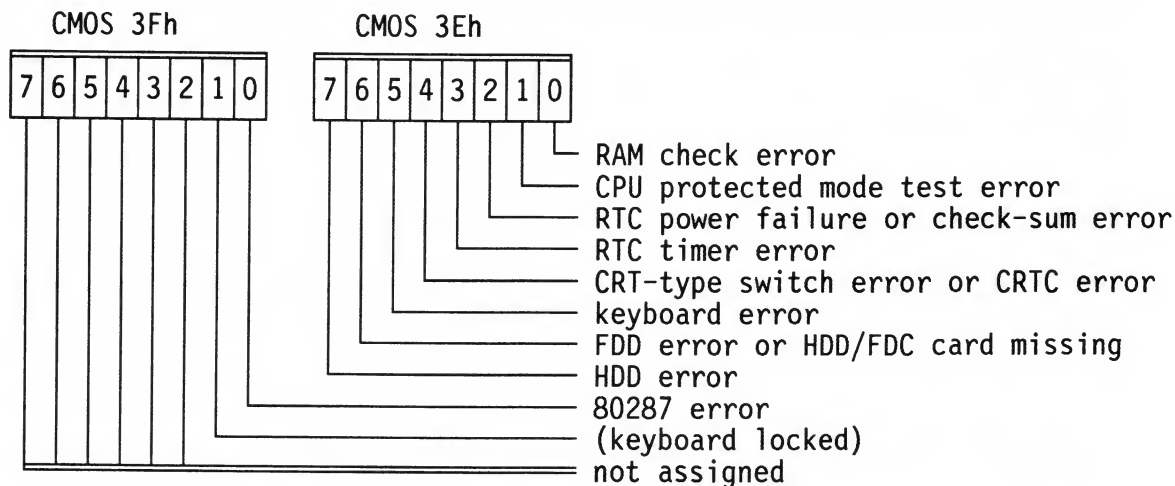 CMOS 3Fh CMOS 3Eh
7 6 5 4 3 2 1 0 7 6 5 4 3 2 1 0
RAM check error
CPU protected mode test error
RTC power failure or check-sum error
RTC timer error
CRT-type switch error or CRTC error
keyboard error
FDD error or HDD/FDC card missing
HDD error
80287 error
(keyboard locked)
not assigned